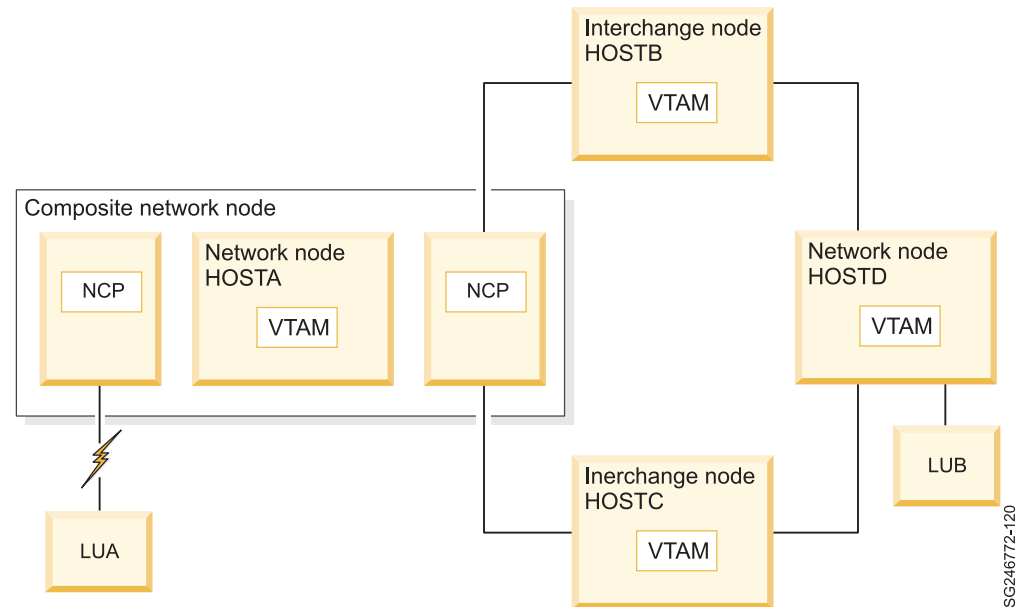 Interchange node
HOSTB
VTAM
Composite network node
NCP
Network node
HOSTA
VTAM
NCP
Network node
HOSTD
VTAM
Inerchange node
HOSTC
VTAM
LUA
LUB
SG246772-120